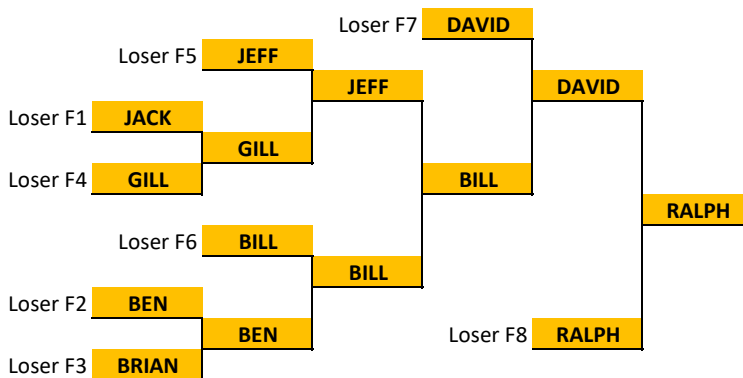 Loser F7 DAVID
Loser F5 JEFF
JEFF DAVID
Loser F1 JACK
GILL
Loser F4 GILL BILL
RALPH
Loser F6 BILL
BILL
Loser F2 BEN
BEN Loser F8 RALPH
Loser F3 BRIAN